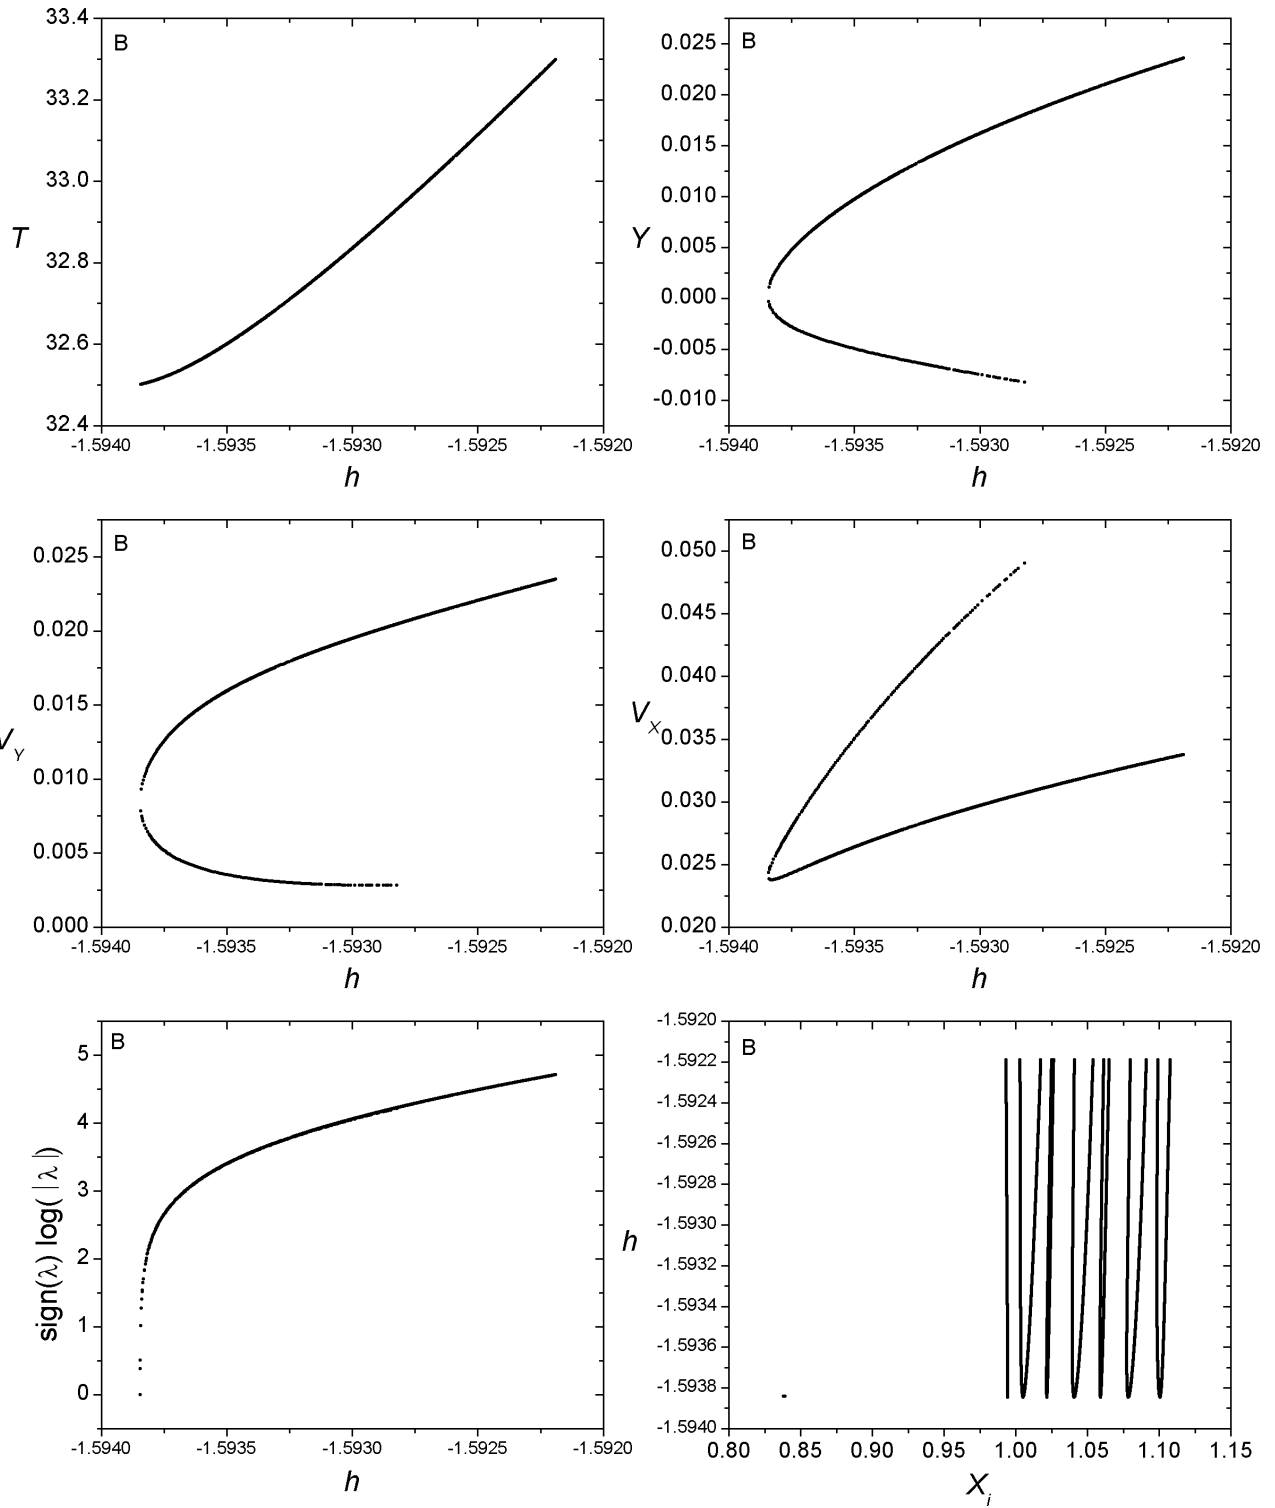 33.4
33.2
33.0
32.8
32.6
32.4
T
B
-1.5940 -1.5935 -1.5930 -1.5925 -1.5920
h
0.025
0.020
0.015
0.010
0.005
0.000
-0.005
-0.010
Y
B
-1.5940 -1.5935 -1.5930 -1.5925 -1.5920
h
0.025
0.020
0.015
0.010
0.005
0.000
V_Y
B
-1.5940 -1.5935 -1.5930 -1.5925 -1.5920
h
0.050
0.045
0.040
0.035
0.030
0.025
0.020
V_X
B
-1.5940 -1.5935 -1.5930 -1.5925 -1.5920
h
5
4
3
2
1
0
sign(λ) log(|λ|)
B
-1.5940 -1.5935 -1.5930 -1.5925 -1.5920
h
-1.5920
-1.5922
-1.5924
-1.5926
-1.5928
-1.5930
-1.5932
-1.5934
-1.5936
-1.5938
-1.5940
h
B
0.80 0.85 0.90 0.95 1.00 1.05 1.10 1.15
X_i